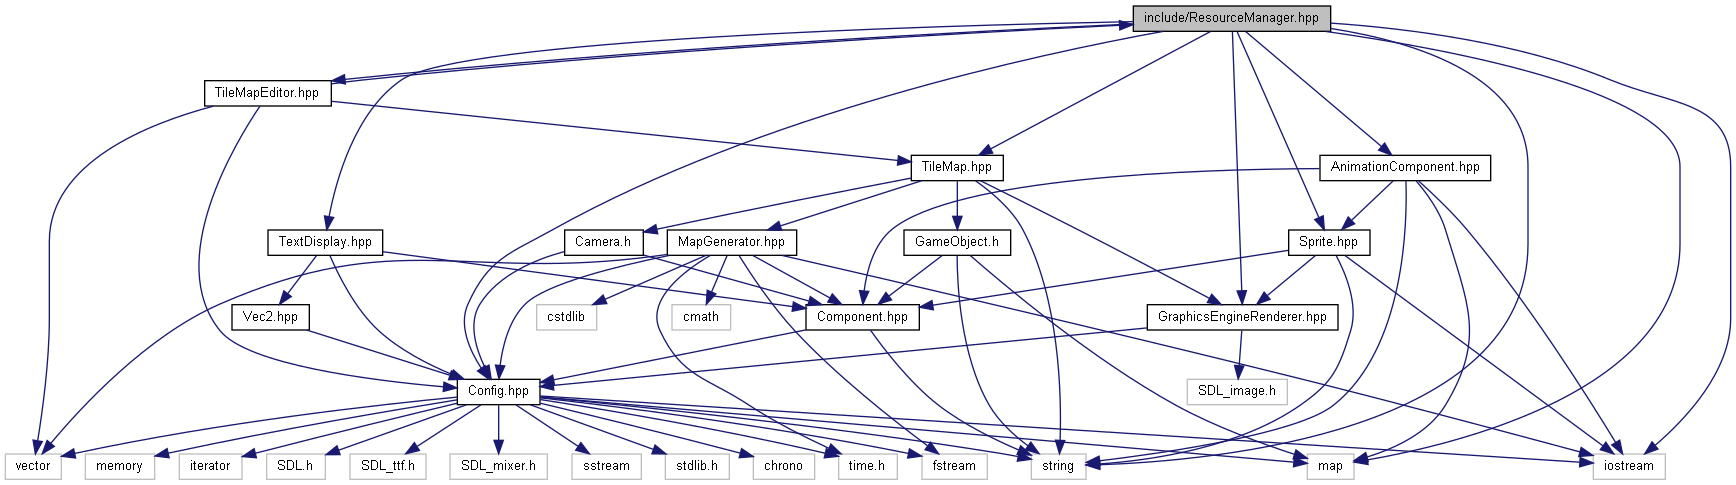 include/ResourceManager.hpp
TileMapEditor.hpp
TileMap.hpp
AnimationComponent.hpp
TextDisplay.hpp
Camera.h
MapGenerator.hpp
GameObject.h
Sprite.hpp
Vec2.hpp
cstdlib
cmath
Component.hpp
GraphicsEngineRenderer.hpp
Config.hpp
SDL_image.h
vector
memory
iterator
SDL.h
SDL_ttf.h
SDL_mixer.h
sstream
stdlib.h
chrono
time.h
fstream
string
map
iostream